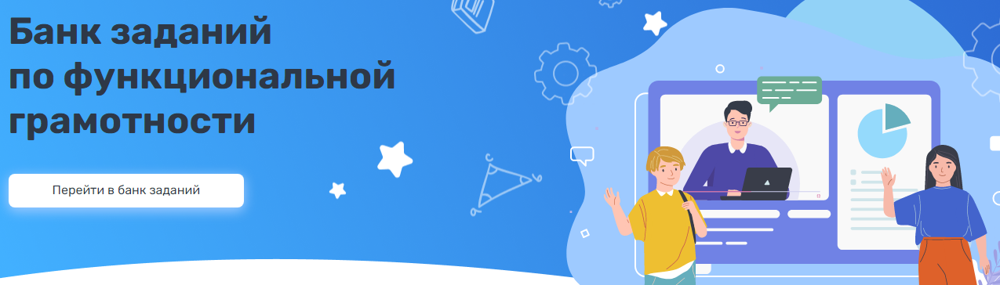 Банк заданий
по функциональной
грамотности
Перейти в банк заданий
c
b
a